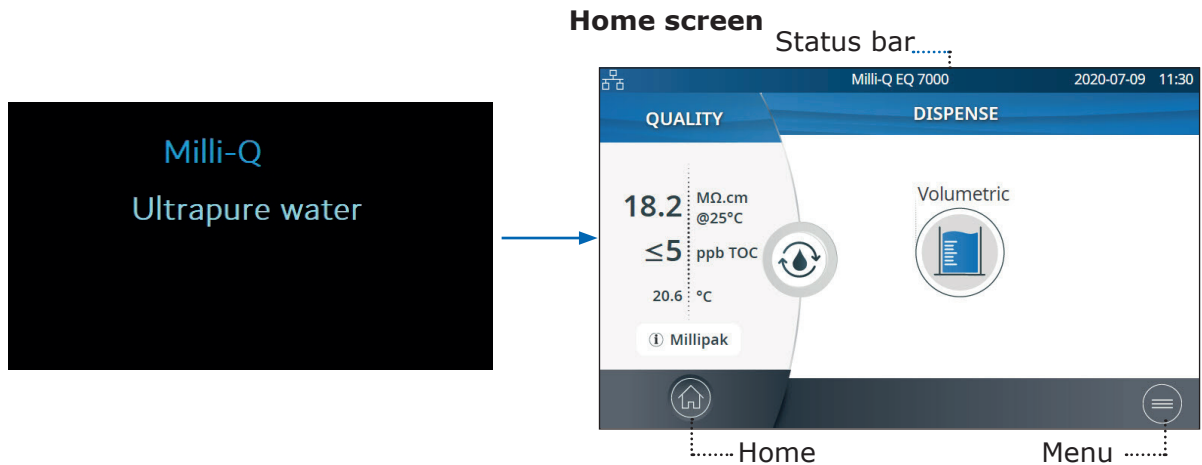 Home screen
Status bar
Milli-Q
Ultrapure water
Milli-Q EQ 7000 2020-07-09 11:30
QUALITY DISPENSE
18.2 MΩ.cm @25°C
≤5 ppb TOC
20.6 °C
i Millipak
Volumetric
Home Menu